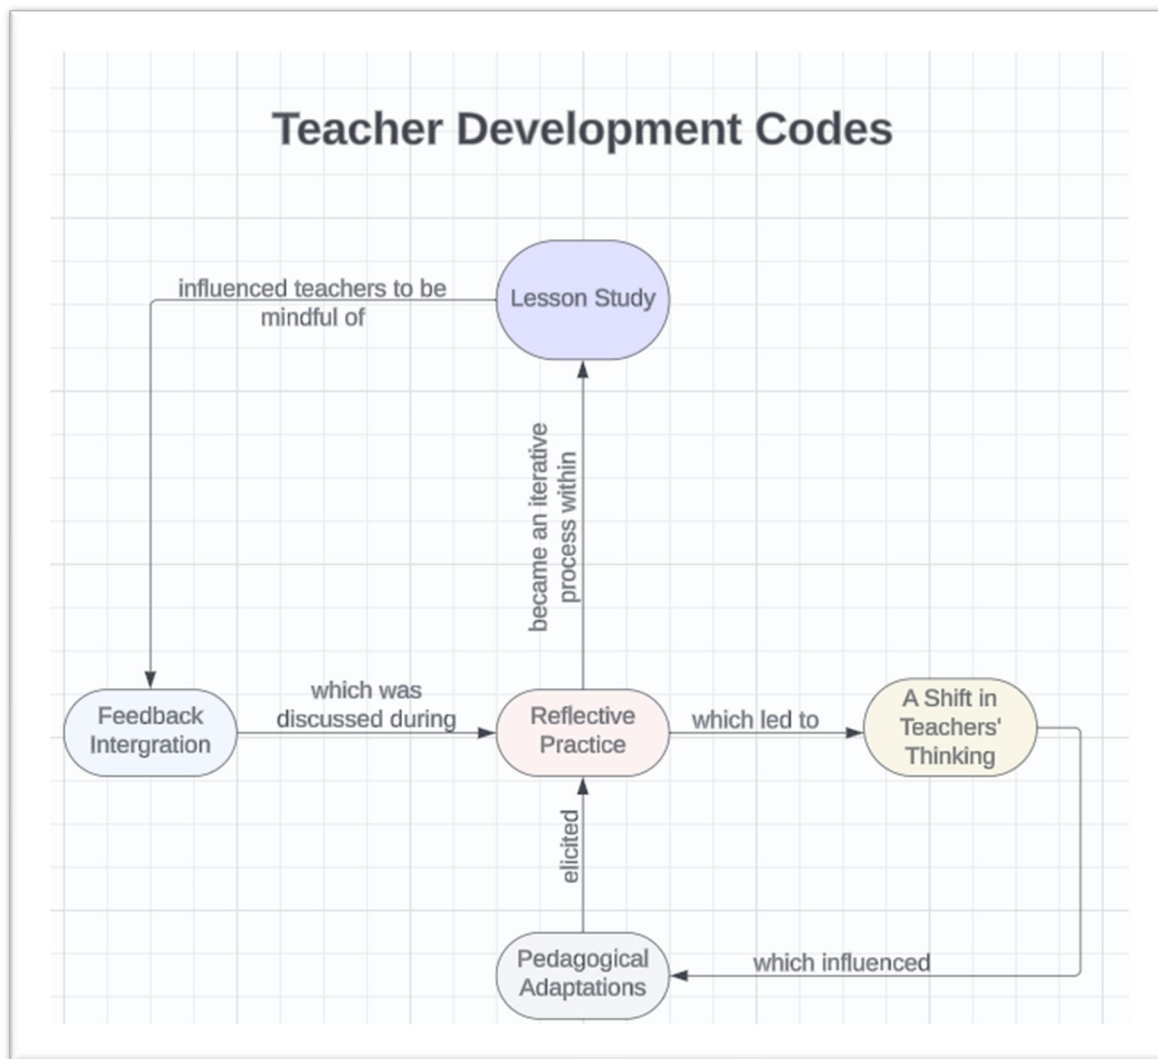 Teacher Development Codes
Lesson Study
influenced teachers to be
mindful of
became an iterative
process within
Feedback
Intergration
which was
discussed during
Reflective
Practice
which led to
A Shift in
Teachers'
Thinking
elicited
Pedagogical
Adaptations
which influenced